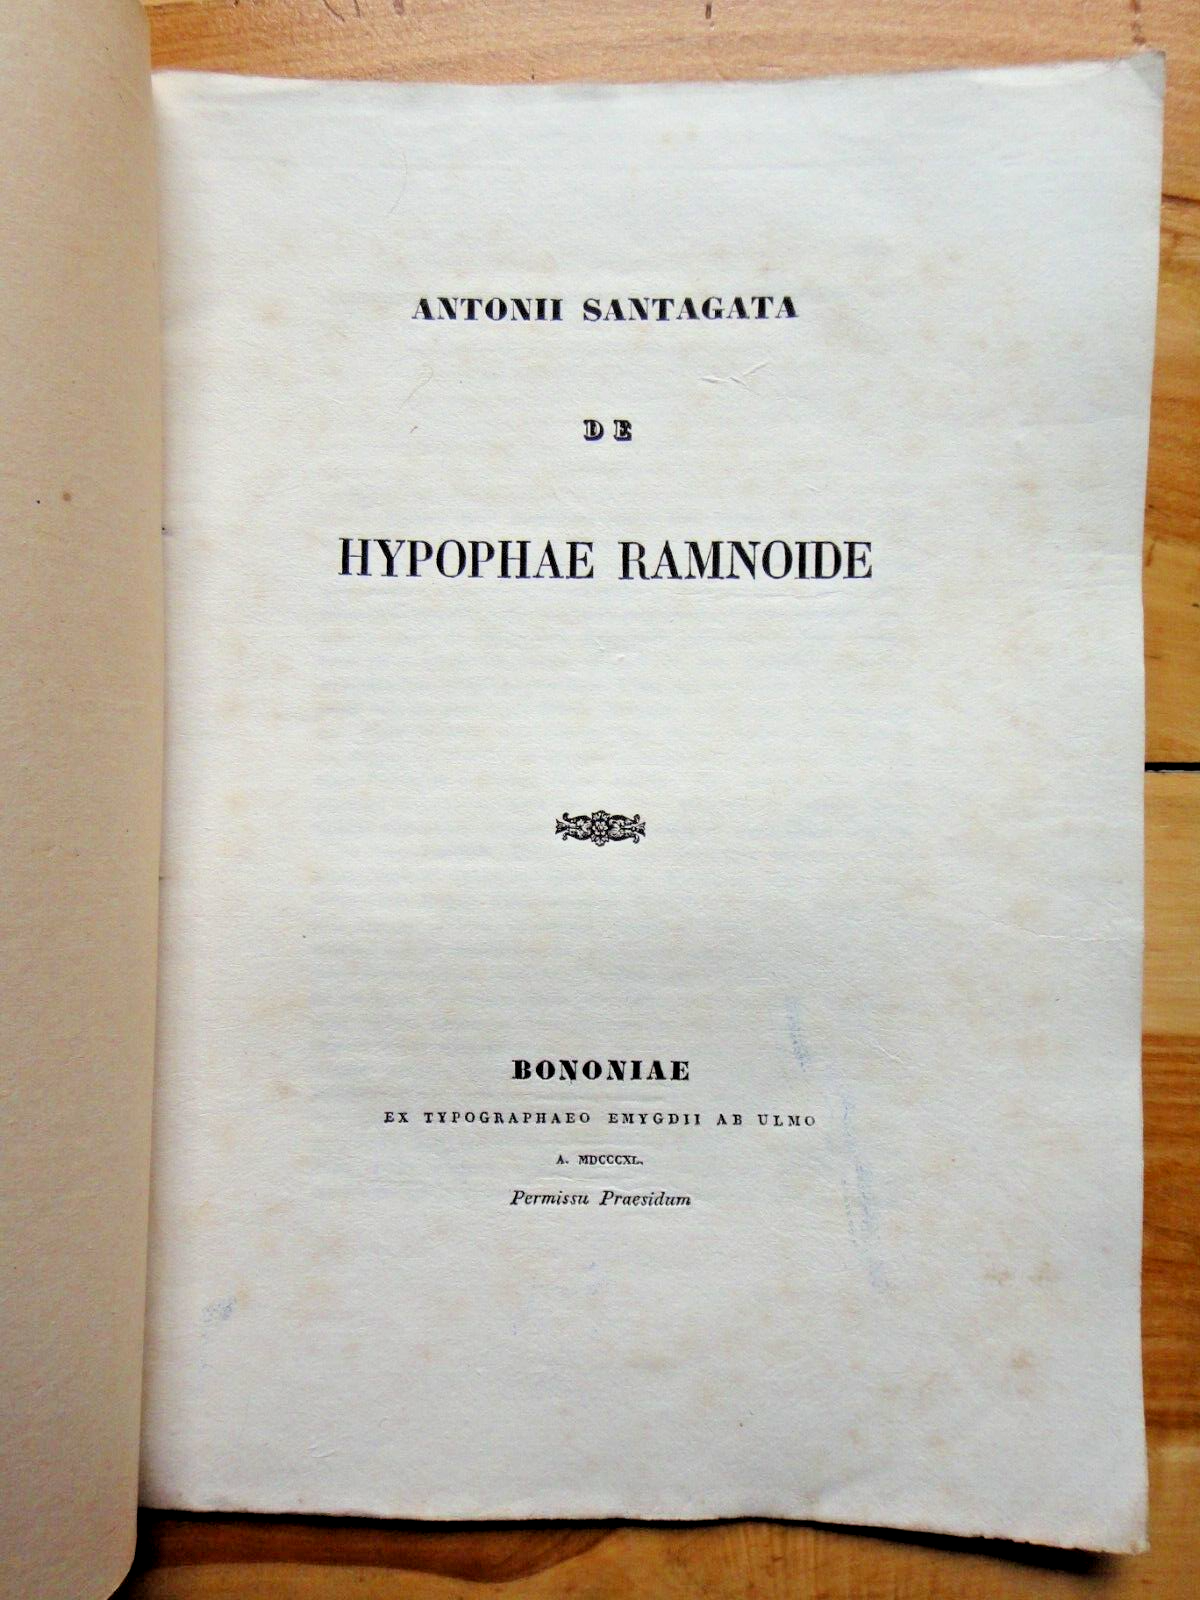 ANTONII SANTAGATA
DE
HYPOPHAE RAMNOIDE
BONONIAE
EX TYPOGRAPHAEO EMYGDII AB ULMO
A. MDCCCXL.
Permissu Praesidum